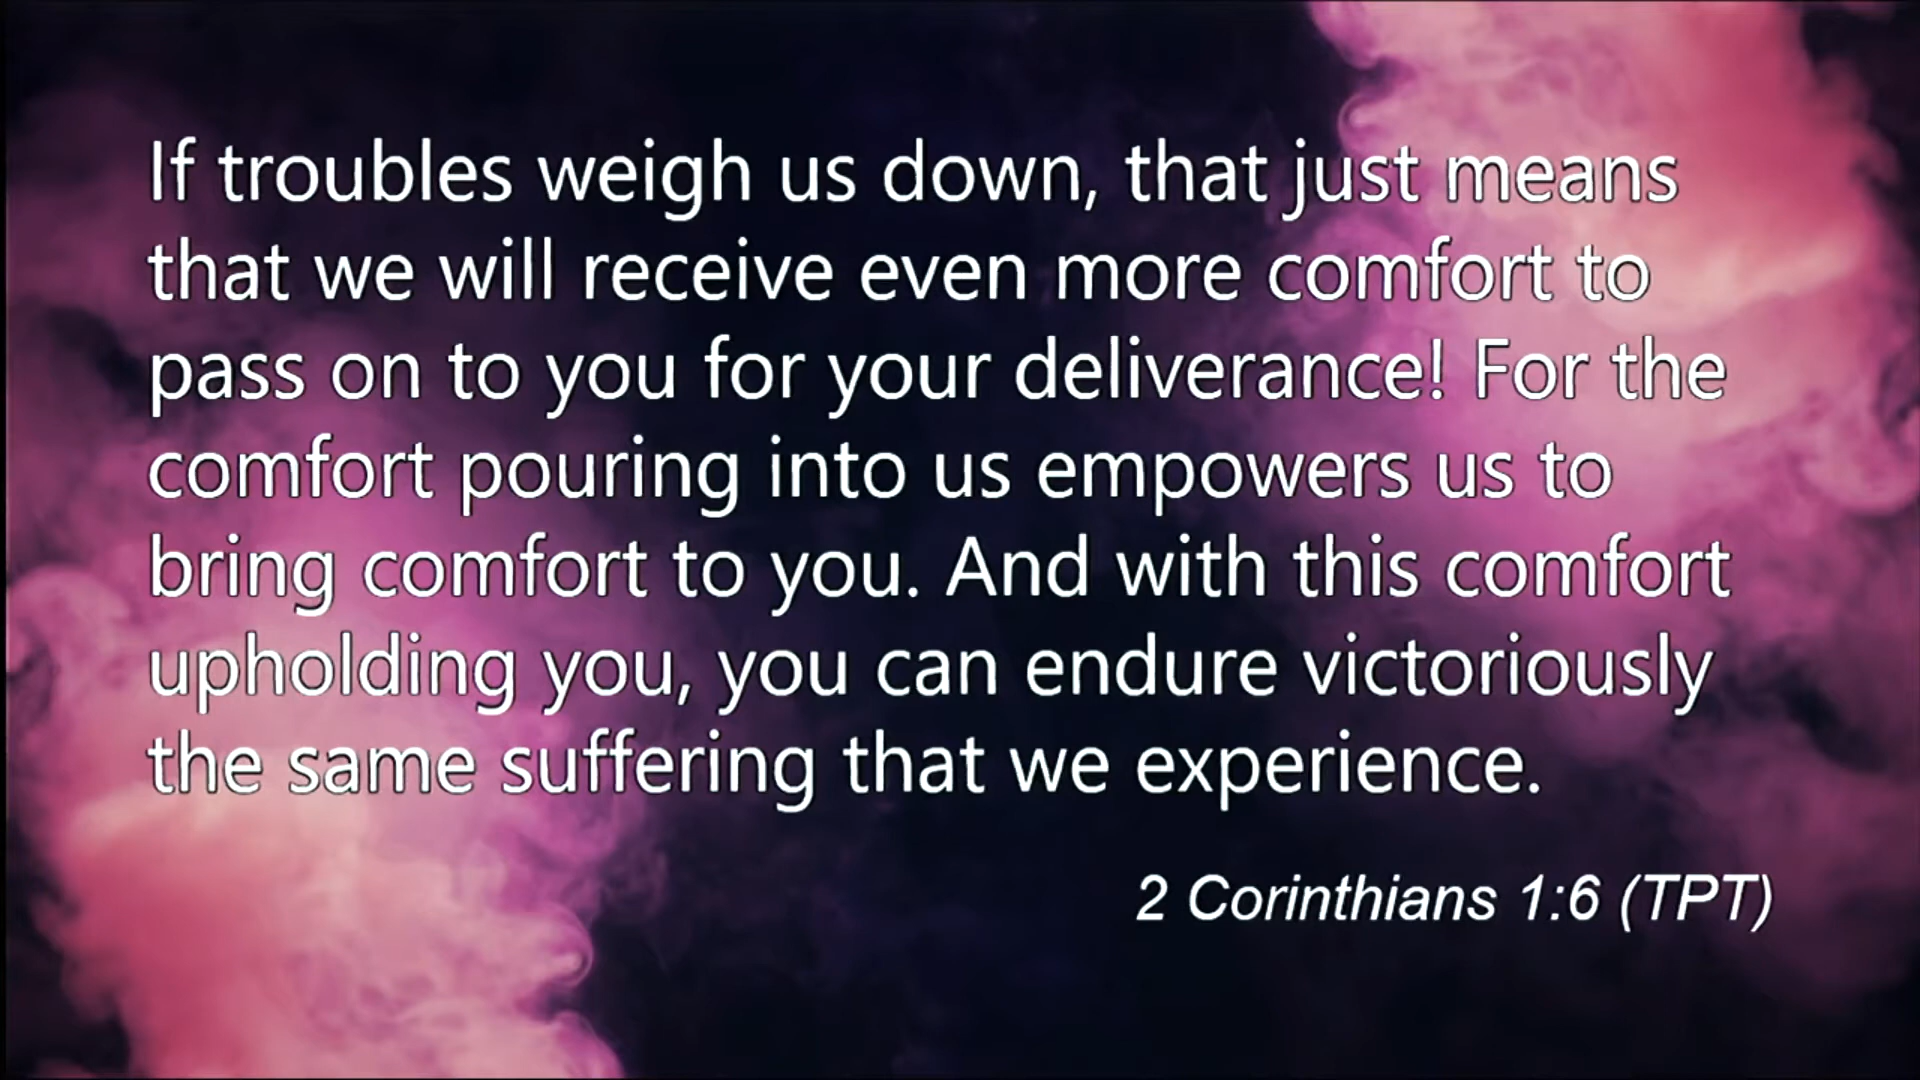 If troubles weigh us down, that just means
that we will receive even more comfort to
pass on to you for your deliverance! For the
comfort pouring into us empowers us to
bring comfort to you. And with this comfort
upholding you, you can endure victoriously
the same suffering that we experience.
2 Corinthians 1:6 (TPT)